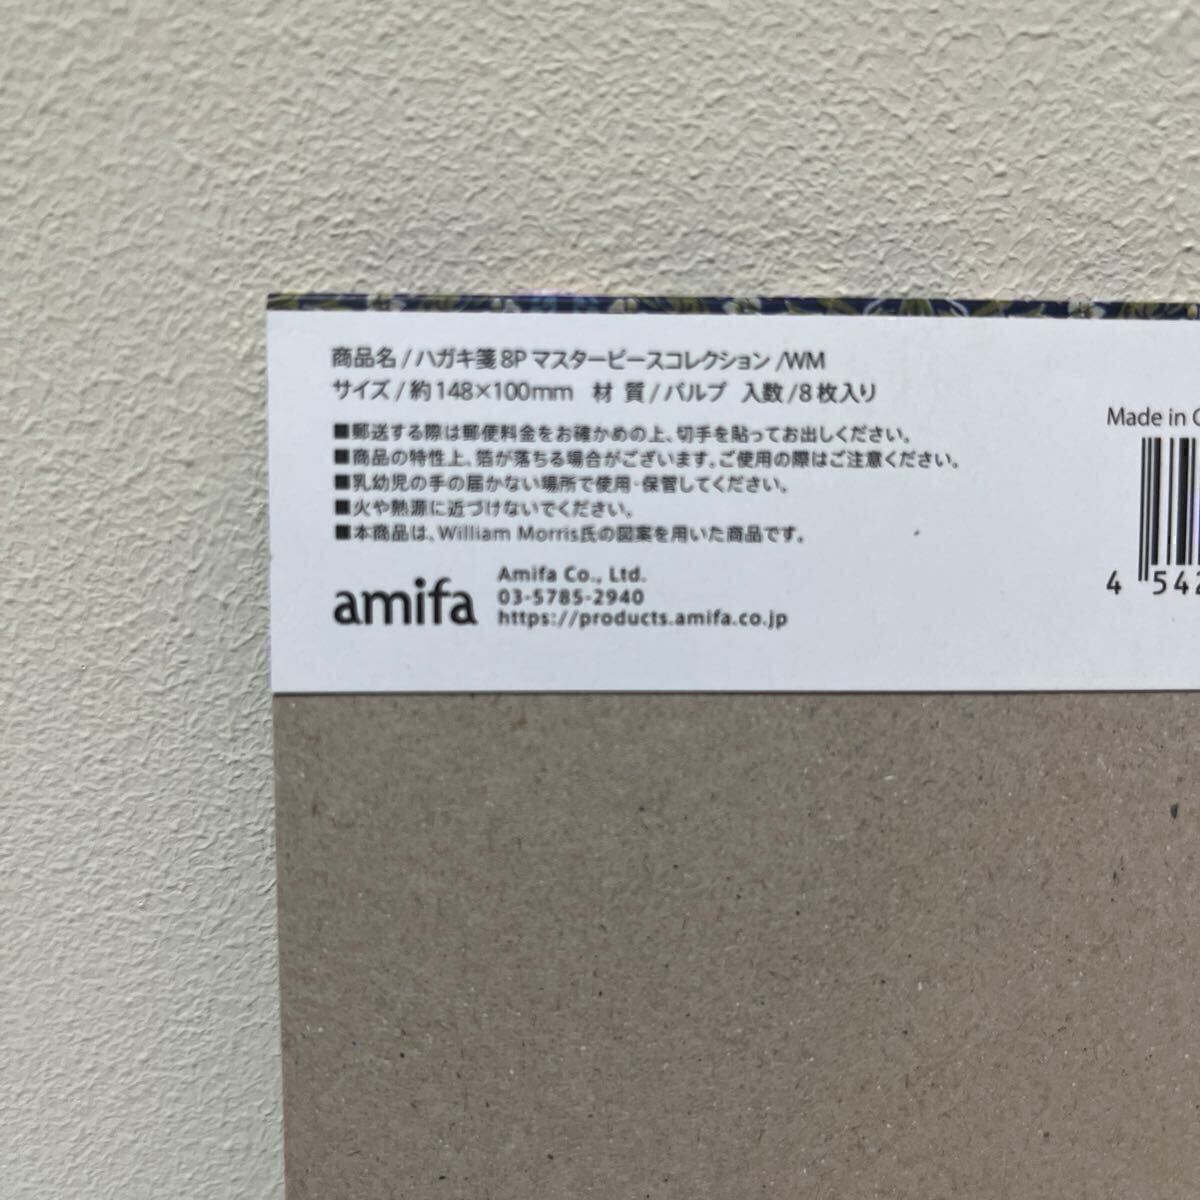 商品名/ハガキ箋8Pマスターピースコレクション/WM
サイズ/約148×100mm 材 質/パルプ 入数/8枚入り
■郵送する際は郵便料金をお確かめの上、切手を貼ってお出しください。
■商品の特性上、箔が落ちる場合がございます。ご使用の際はご注意ください。
■乳幼児の手の届かない場所で使用・保管してください。
■火や熱源に近づけないでください。
■本商品は、William Morris氏の図案を用いた商品です。
amifa
Amifa Co., Ltd.
03-5785-2940
https://products.amifa.co.jp
Made in
4 542